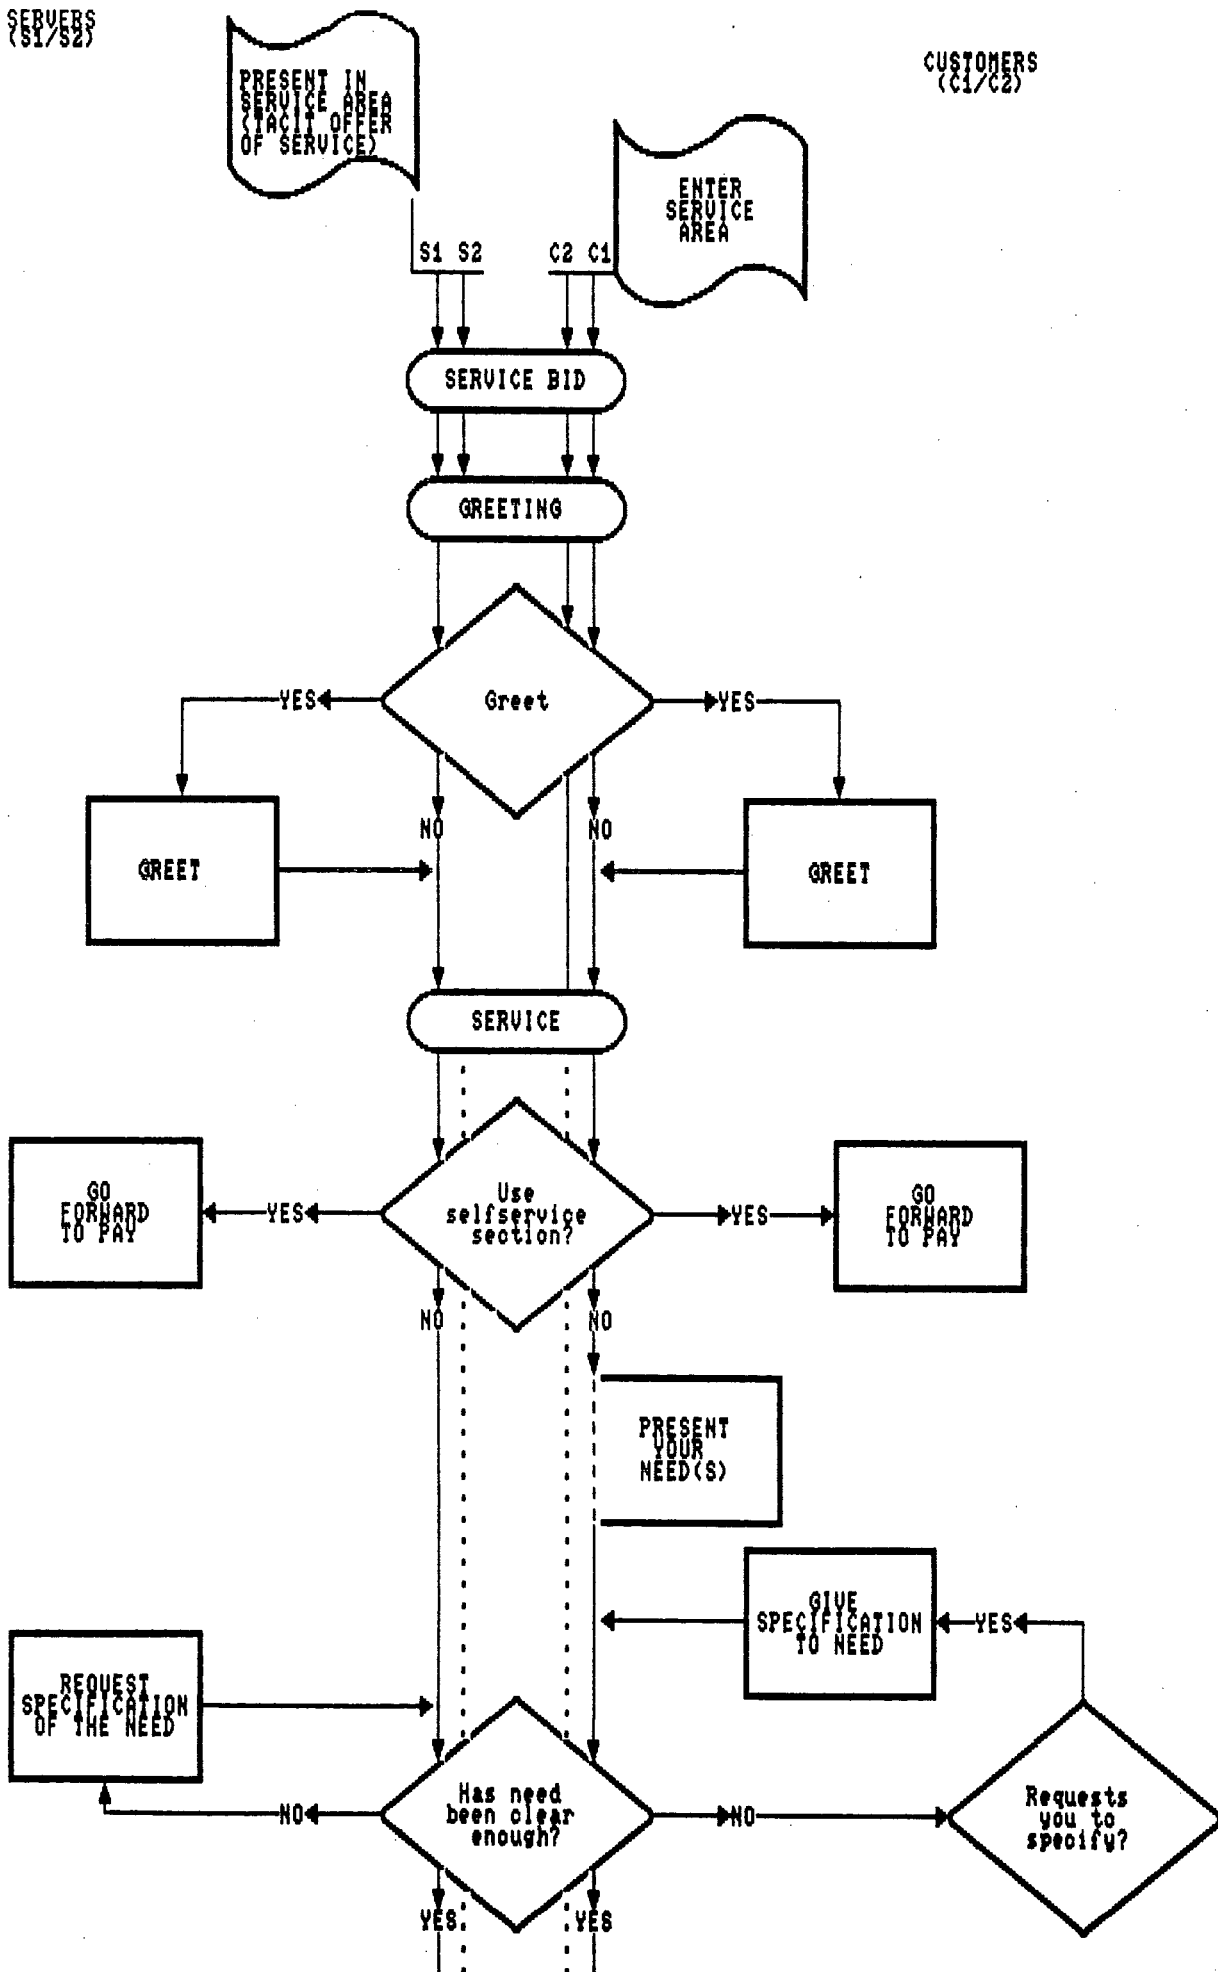 SERVERS
(S1/S2)
PRESENT IN
SERVICE AREA
(TACIT OFFER
OF SERVICE)
CUSTOMERS
(C1/C2)
ENTER
SERVICE
AREA
S1 S2
C2 C1
SERVICE BID
GREETING
Greet
YES
YES
NO
NO
GREET
GREET
SERVICE
GO
FORWARD
TO PAY
YES
Use
selfservice
section?
YES
GO
FORWARD
TO PAY
NO
NO
PRESENT
YOUR
NEED(S)
GIVE
SPECIFICATION
TO NEED
YES
REQUEST
SPECIFICATION
OF THE NEED
NO
Has need
been clear
enough?
NO
Requests
you to
specify?
YES
YES